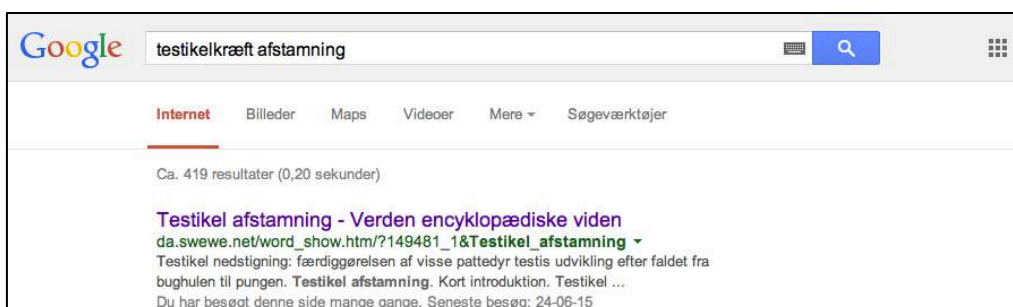 Google testikelkræft afstamning
Internet Billeder Maps Videoer Mere Søgeværktøjer
Ca. 419 resultater (0,20 sekunder)
Testikel afstamning - Verden encyklopædiske viden
da.swewe.net/word_show.htm/?149481_1&Testikel_afstamning
Testikel nedstigning: færdiggørelsen af visse pattedyr testis udvikling efter faldet fra
bughulen til pungen. Testikel afstamning. Kort introduktion. Testikel ...
Du har besøgt denne side mange gange. Seneste besøg: 24-06-15